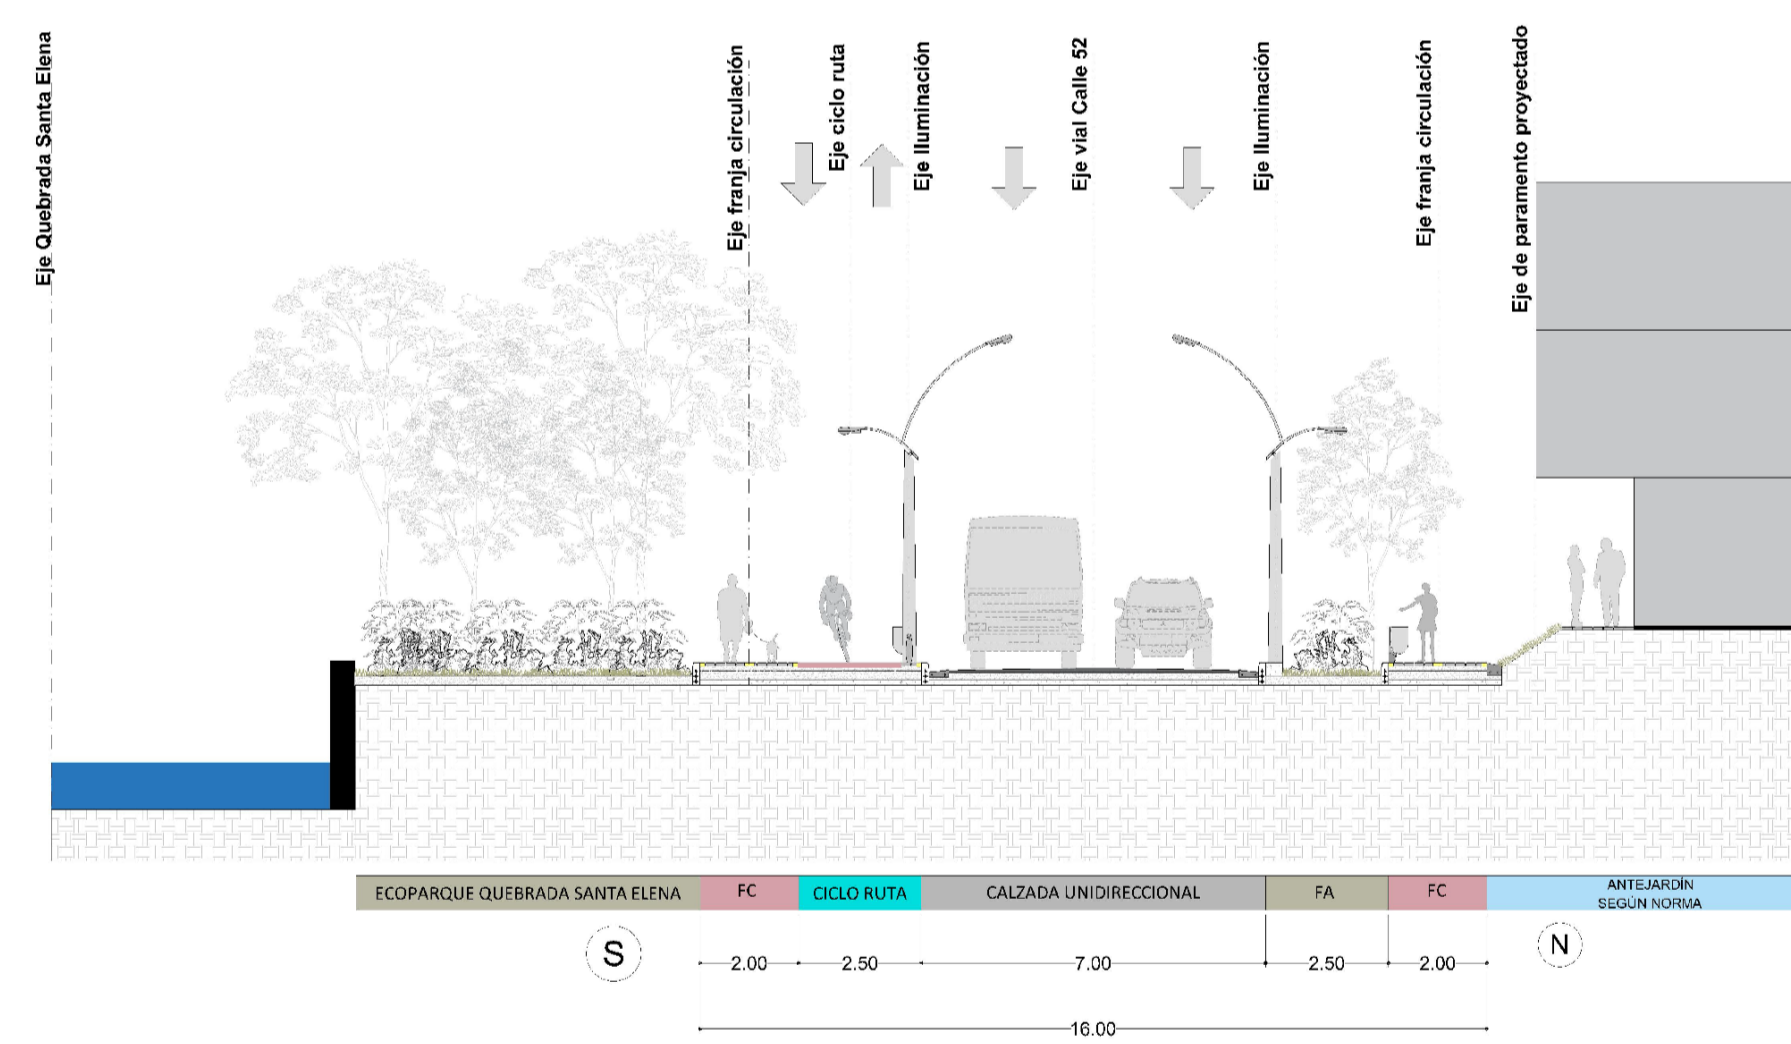 Eje Quebrada Santa Elena
Eje franja circulación
Eje ciclo ruta
Eje Iluminación
Eje vial Calle 52
Eje Iluminación
Eje franja circulación
Eje de paramento proyectado
ECOPARQUE QUEBRADA SANTA ELENA
FC
CICLO RUTA
CALZADA UNIDIRECCIONAL
FA
FC
ANTEJARDÍN
SEGÚN NORMA
S
N
2.00
2.50
7.00
2.50
2.00
16.00